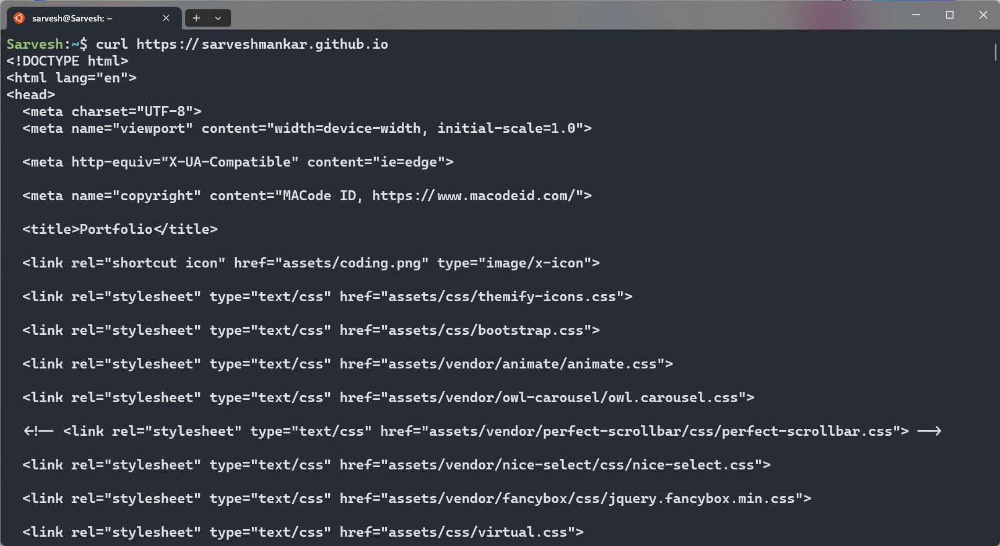 sarvesh@Sarvesh: ~
Sarvesh:~$ curl https://sarveshmankar.github.io
<!DOCTYPE html>
<html lang="en">
<head>
  <meta charset="UTF-8">
  <meta name="viewport" content="width=device-width, initial-scale=1.0">
  <meta http-equiv="X-UA-Compatible" content="ie=edge">
  <meta name="copyright" content="MACode ID, https://www.macodeid.com/">
  <title>Portfolio</title>
  <link rel="shortcut icon" href="assets/coding.png" type="image/x-icon">
  <link rel="stylesheet" type="text/css" href="assets/css/themify-icons.css">
  <link rel="stylesheet" type="text/css" href="assets/css/bootstrap.css">
  <link rel="stylesheet" type="text/css" href="assets/vendor/animate/animate.css">
  <link rel="stylesheet" type="text/css" href="assets/vendor/owl-carousel/owl.carousel.css">
  <!-- <link rel="stylesheet" type="text/css" href="assets/vendor/perfect-scrollbar/css/perfect-scrollbar.css"> -->
  <link rel="stylesheet" type="text/css" href="assets/vendor/nice-select/css/nice-select.css">
  <link rel="stylesheet" type="text/css" href="assets/vendor/fancybox/css/jquery.fancybox.min.css">
  <link rel="stylesheet" type="text/css" href="assets/css/virtual.css">